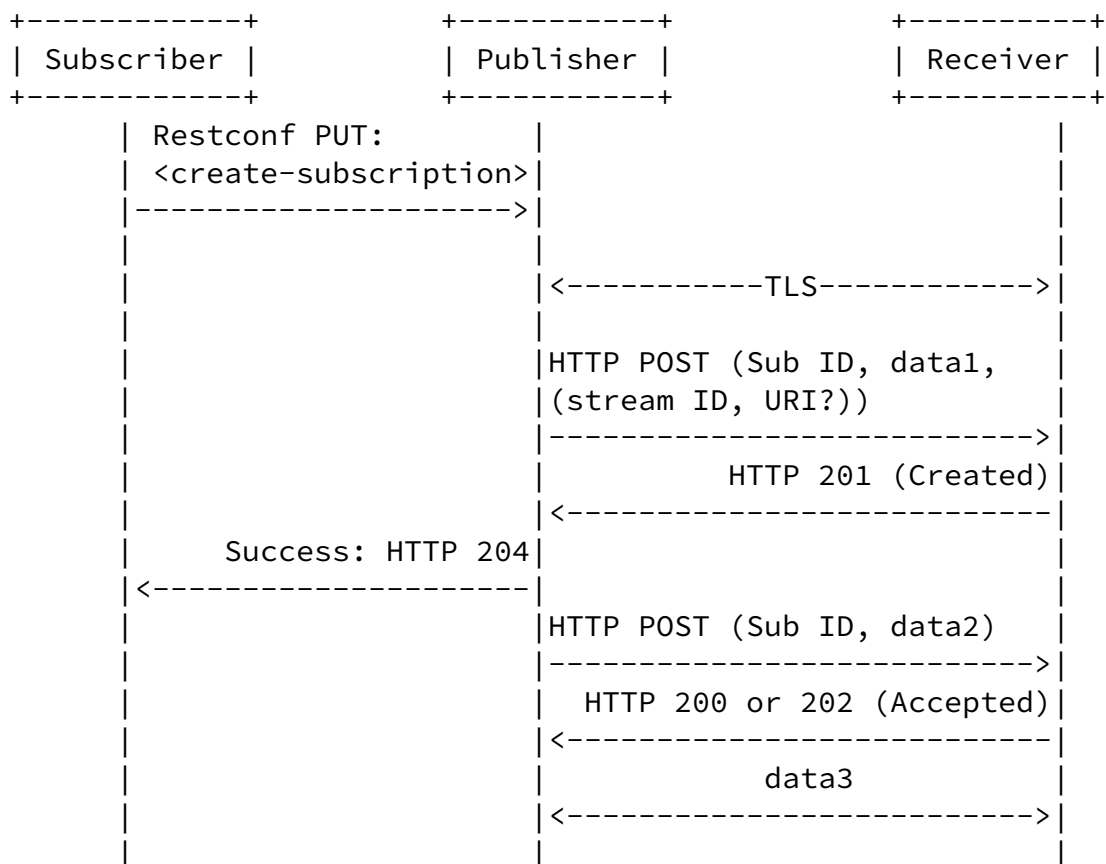 Subscriber Publisher Receiver
Restconf PUT:
<create-subscription>
TLS
HTTP POST (Sub ID, data1,
(stream ID, URI?))
HTTP 201 (Created)
Success: HTTP 204
HTTP POST (Sub ID, data2)
HTTP 200 or 202 (Accepted)
data3